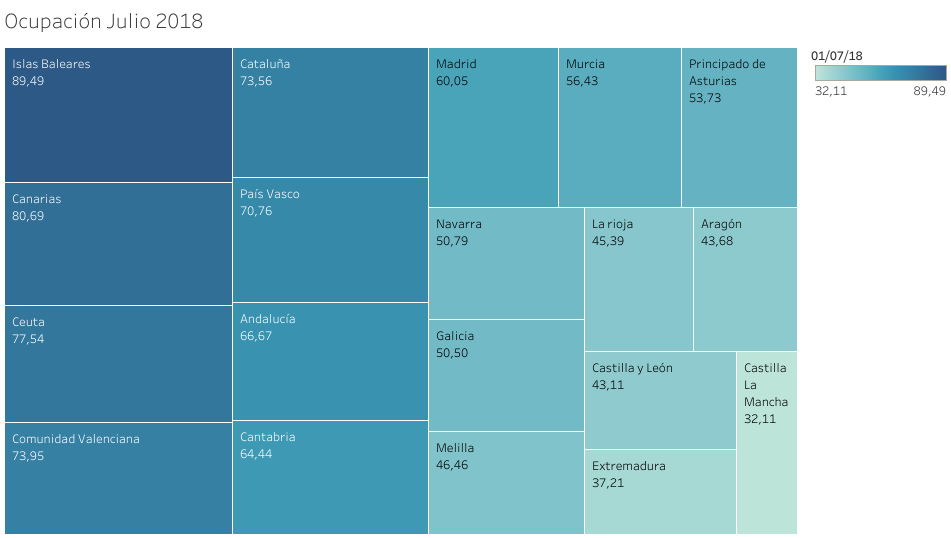 Ocupación Julio 2018
Islas Baleares
89,49
Canarias
80,69
Ceuta
77,54
Comunidad Valenciana
73,95
Cataluña
73,56
País Vasco
70,76
Andalucía
66,67
Cantabria
64,44
Madrid
60,05
Murcia
56,43
Principado de
Asturias
53,73
Navarra
50,79
Galicia
50,50
Melilla
46,46
La rioja
45,39
Aragón
43,68
Castilla y León
43,11
Extremadura
37,21
Castilla
La
Mancha
32,11
01/07/18
32,11 89,49